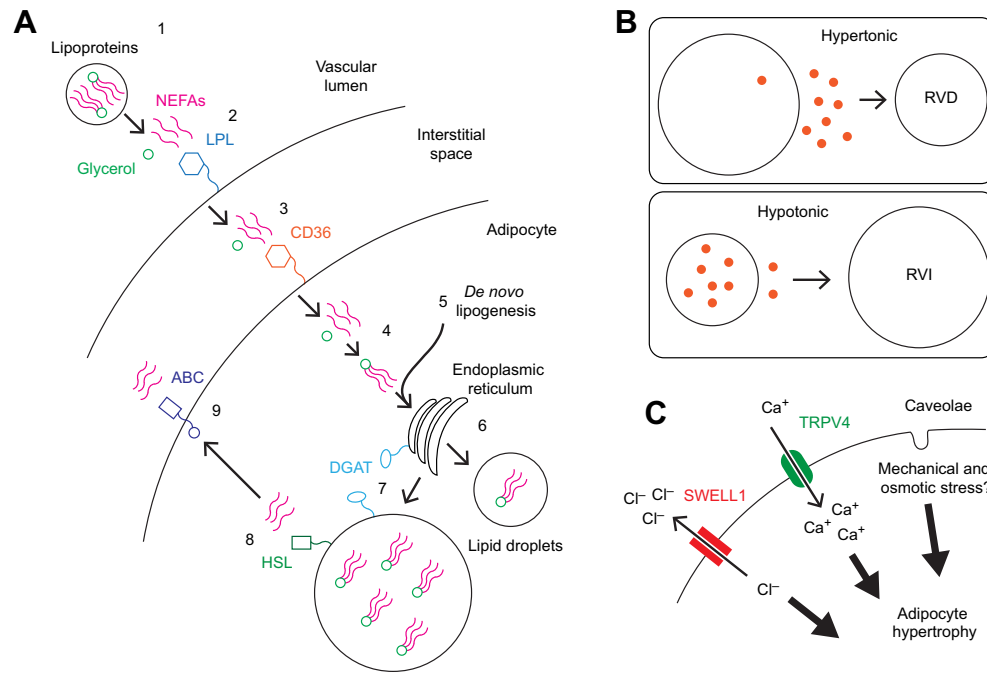 A
1
Lipoproteins
Vascular
lumen
NEFAs
2
LPL
Glycerol
Interstitial
space
3
CD36
Adipocyte
De novo
lipogenesis
5
4
Endoplasmic
reticulum
ABC
9
6
DGAT
7
8
HSL
Lipid droplets
B
Hypertonic
RVD
Hypotonic
RVI
C
Ca⁺
TRPV4
Caveolae
Mechanical and
osmotic stress?
Cl⁻ Cl⁻
Cl⁻
SWELL1
Ca⁺
Ca⁺ Ca⁺
Cl⁻
Adipocyte
hypertrophy